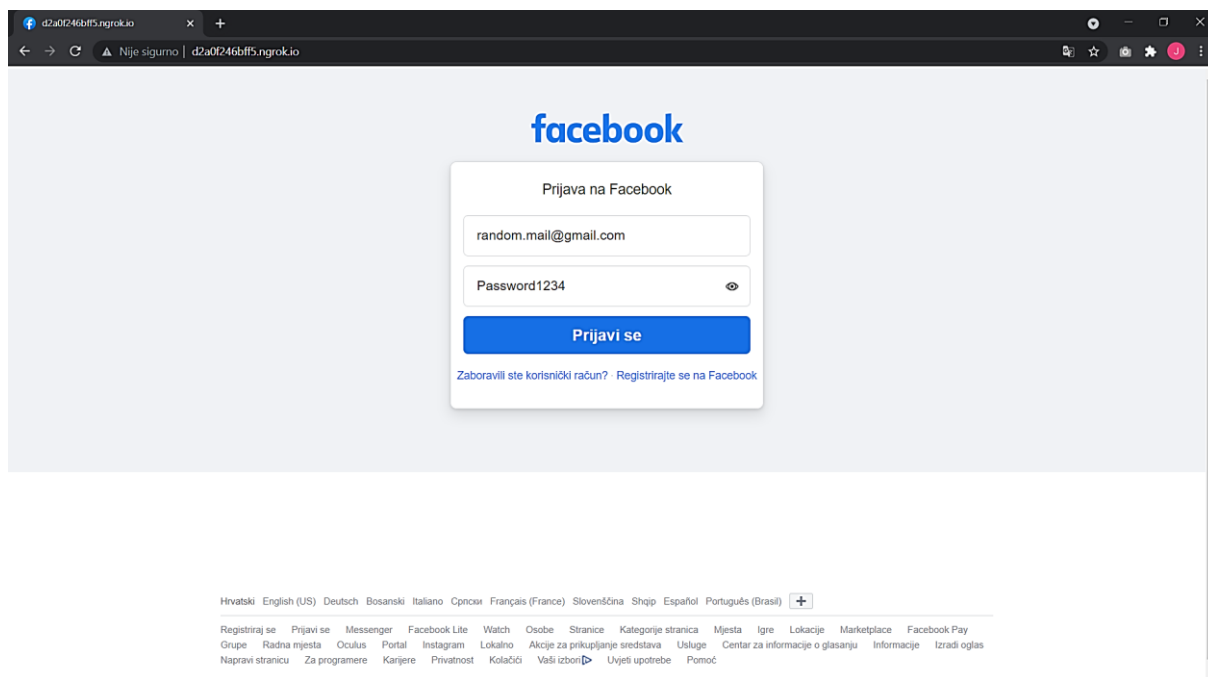 d2a0f246bff5.ngrok.io
Nije sigurno | d2a0f246bff5.ngrok.io
J
facebook
Prijava na Facebook
random.mail@gmail.com
Password1234
Prijavi se
Zaboravili ste korisnički račun? · Registrirajte se na Facebook
Hrvatski English (US) Deutsch Bosanski Italiano Српски Français (France) Slovenščina Shqip Español Português (Brasil)
Registriraj se Prijavi se Messenger Facebook Lite Watch Osobe Stranice Kategorije stranica Mjesta Igre Lokacije Marketplace Facebook Pay
Grupe Radna mjesta Oculus Portal Instagram Lokalno Akcije za prikupljanje sredstava Usluge Centar za informacije o glasanju Informacije Izradi oglas
Napravi stranicu Za programere Karijere Privatnost Kolačići Vaši izbori Uvjeti upotrebe Pomoć